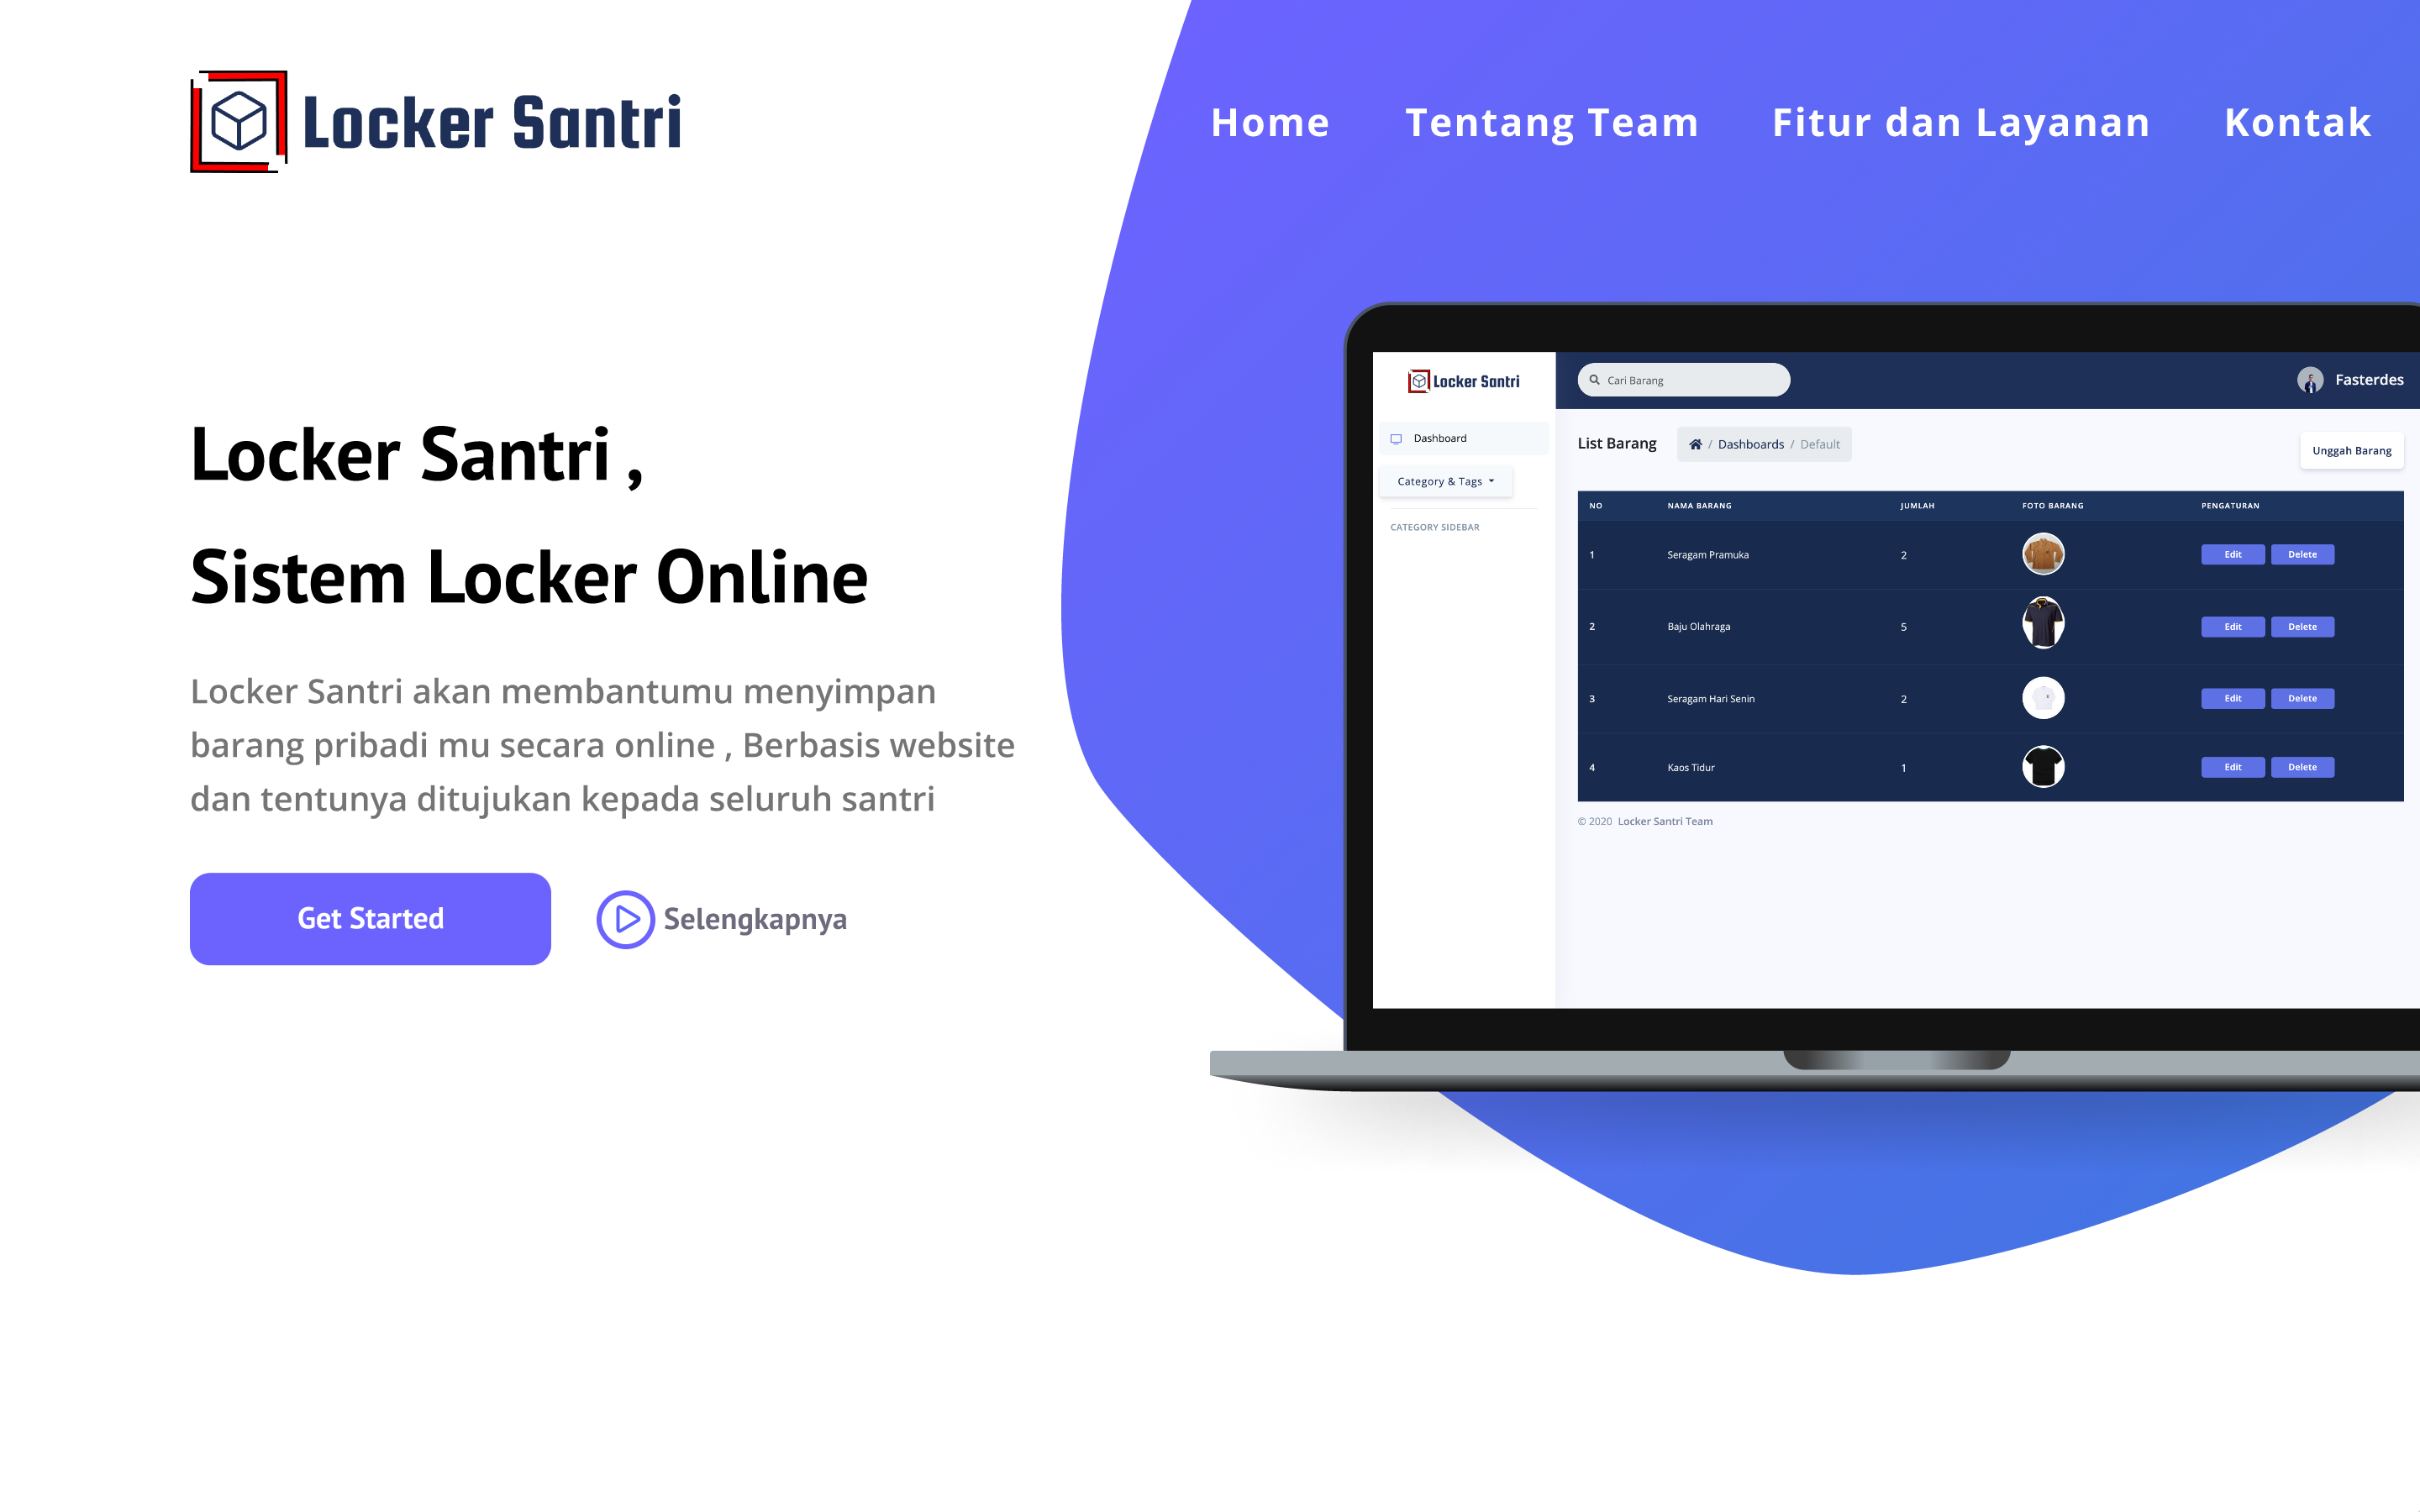 Locker Santri
Home Tentang Team Fitur dan Layanan Kontak
Locker Santri ,
Sistem Locker Online
Locker Santri akan membantumu menyimpan
barang pribadi mu secara online , Berbasis website
dan tentunya ditujukan kepada seluruh santri
Get Started
Selengkapnya
Locker Santri
Cari Barang
Fasterdes
Dashboard
Category & Tags
CATEGORY SIDEBAR
List Barang
/ Dashboards / Default
Unggah Barang
NO NAMA BARANG JUMLAH FOTO BARANG PENGATURAN
1 Seragam Pramuka 2 Edit Delete
2 Baju Olahraga 5 Edit Delete
3 Seragam Hari Senin 2 Edit Delete
4 Kaos Tidur 1 Edit Delete
© 2020 Locker Santri Team